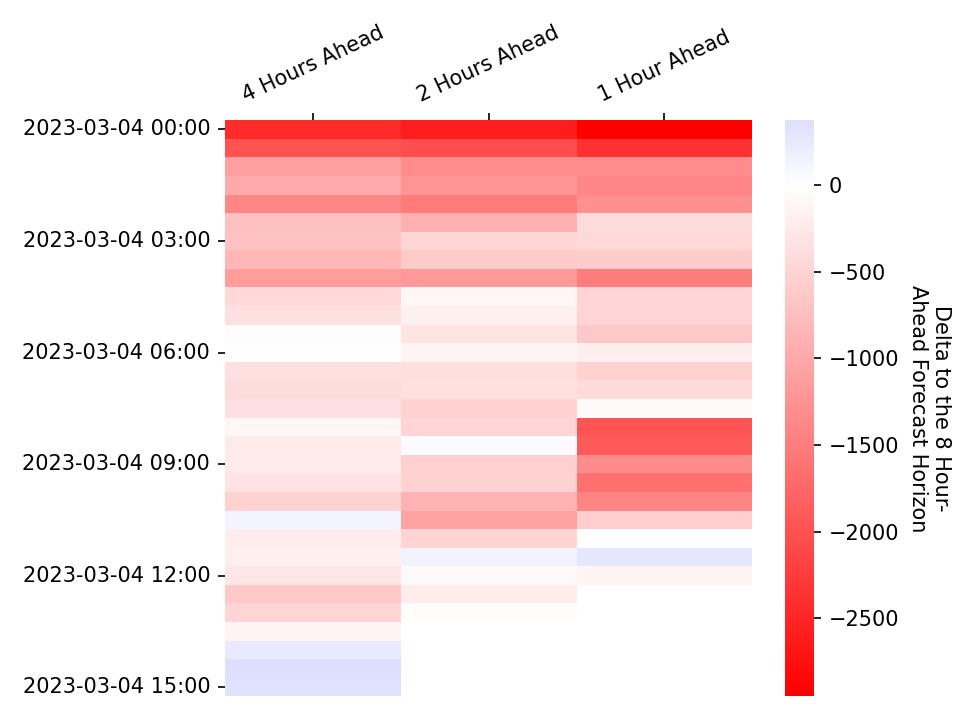 4 Hours Ahead
2 Hours Ahead
1 Hour Ahead
2023-03-04 00:00
2023-03-04 03:00
2023-03-04 06:00
2023-03-04 09:00
2023-03-04 12:00
2023-03-04 15:00
0
−500
−1000
−1500
−2000
−2500
Delta to the 8 Hour-
Ahead Forecast Horizon